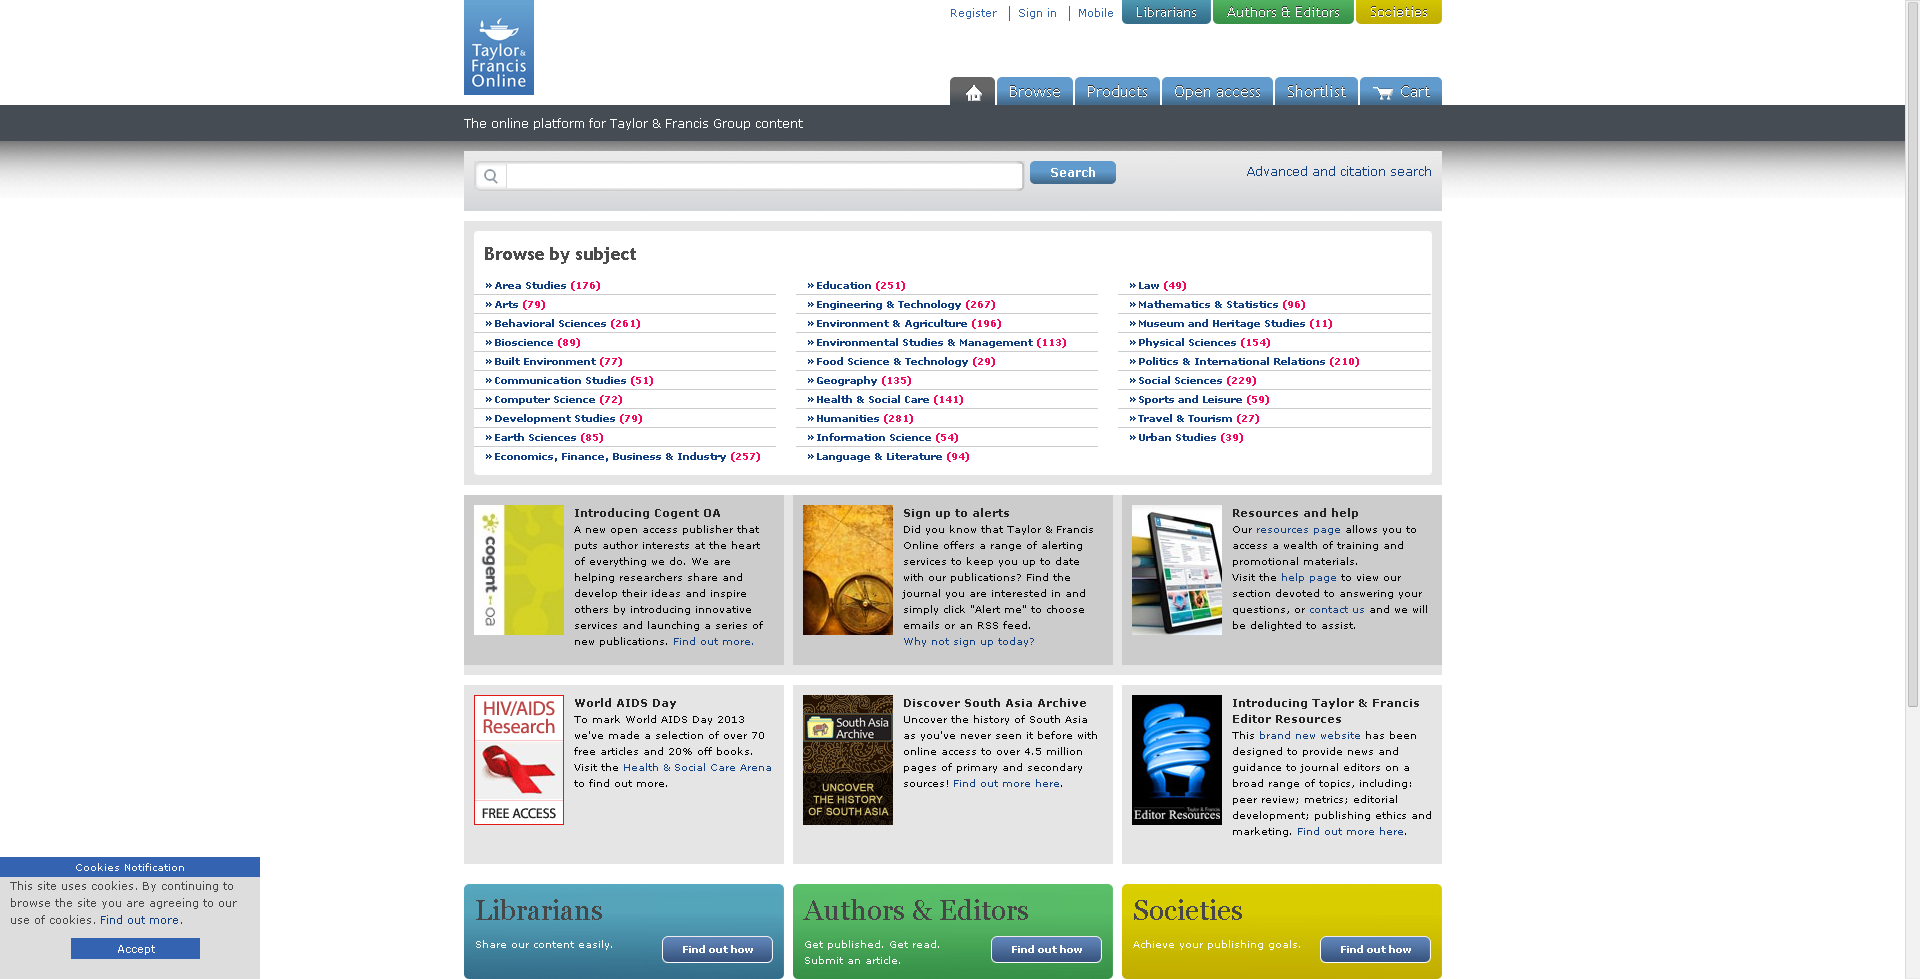 Taylor &
Francis
Online
Register
Sign in
Mobile
Librarians
Authors & Editors
Societies
Browse
Products
Open access
Shortlist
Cart
The online platform for Taylor & Francis Group content
Search
Advanced and citation search
Browse by subject
» Area Studies (176)
» Arts (79)
» Behavioral Sciences (261)
» Bioscience (89)
» Built Environment (77)
» Communication Studies (51)
» Computer Science (72)
» Development Studies (79)
» Earth Sciences (85)
» Economics, Finance, Business & Industry (257)
» Education (251)
» Engineering & Technology (267)
» Environment & Agriculture (196)
» Environmental Studies & Management (113)
» Food Science & Technology (29)
» Geography (135)
» Health & Social Care (141)
» Humanities (281)
» Information Science (54)
» Language & Literature (94)
» Law (49)
» Mathematics & Statistics (96)
» Museum and Heritage Studies (11)
» Physical Sciences (154)
» Politics & International Relations (210)
» Social Sciences (229)
» Sports and Leisure (59)
» Travel & Tourism (27)
» Urban Studies (39)
cogent oa
Introducing Cogent OA
A new open access publisher that
puts author interests at the heart
of everything we do. We are
helping researchers share and
develop their ideas and inspire
others by introducing innovative
services and launching a series of
new publications. Find out more.
Sign up to alerts
Did you know that Taylor & Francis
Online offers a range of alerting
services to keep you up to date
with our publications? Find the
journal you are interested in and
simply click "Alert me" to choose
emails or an RSS feed.
Why not sign up today?
Resources and help
Our resources page allows you to
access a wealth of training and
promotional materials.
Visit the help page to view our
section devoted to answering your
questions, or contact us and we will
be delighted to assist.
HIV/AIDS
Research
FREE ACCESS
World AIDS Day
To mark World AIDS Day 2013
we've made a selection of over 70
free articles and 20% off books.
Visit the Health & Social Care Arena
to find out more.
South Asia
Archive
UNCOVER
THE HISTORY
OF SOUTH ASIA
Discover South Asia Archive
Uncover the history of South Asia
as you've never seen it before with
online access to over 4.5 million
pages of primary and secondary
sources! Find out more here.
Taylor & Francis
Editor Resources
Introducing Taylor & Francis
Editor Resources
This brand new website has been
designed to provide news and
guidance to journal editors on a
broad range of topics, including:
peer review; metrics; editorial
development; publishing ethics and
marketing. Find out more here.
Librarians
Share our content easily.
Find out how
Authors & Editors
Get published. Get read.
Submit an article.
Find out how
Societies
Achieve your publishing goals.
Find out how
Cookies Notification
This site uses cookies. By continuing to
browse the site you are agreeing to our
use of cookies. Find out more.
Accept